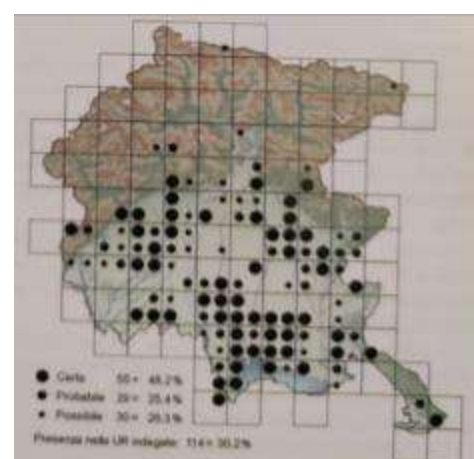 Certa 55 = 48.2%
Probabile 29 = 25.4%
Possibile 30 = 26.3%
Presenza nelle UR indagate: 114 = 30.2%